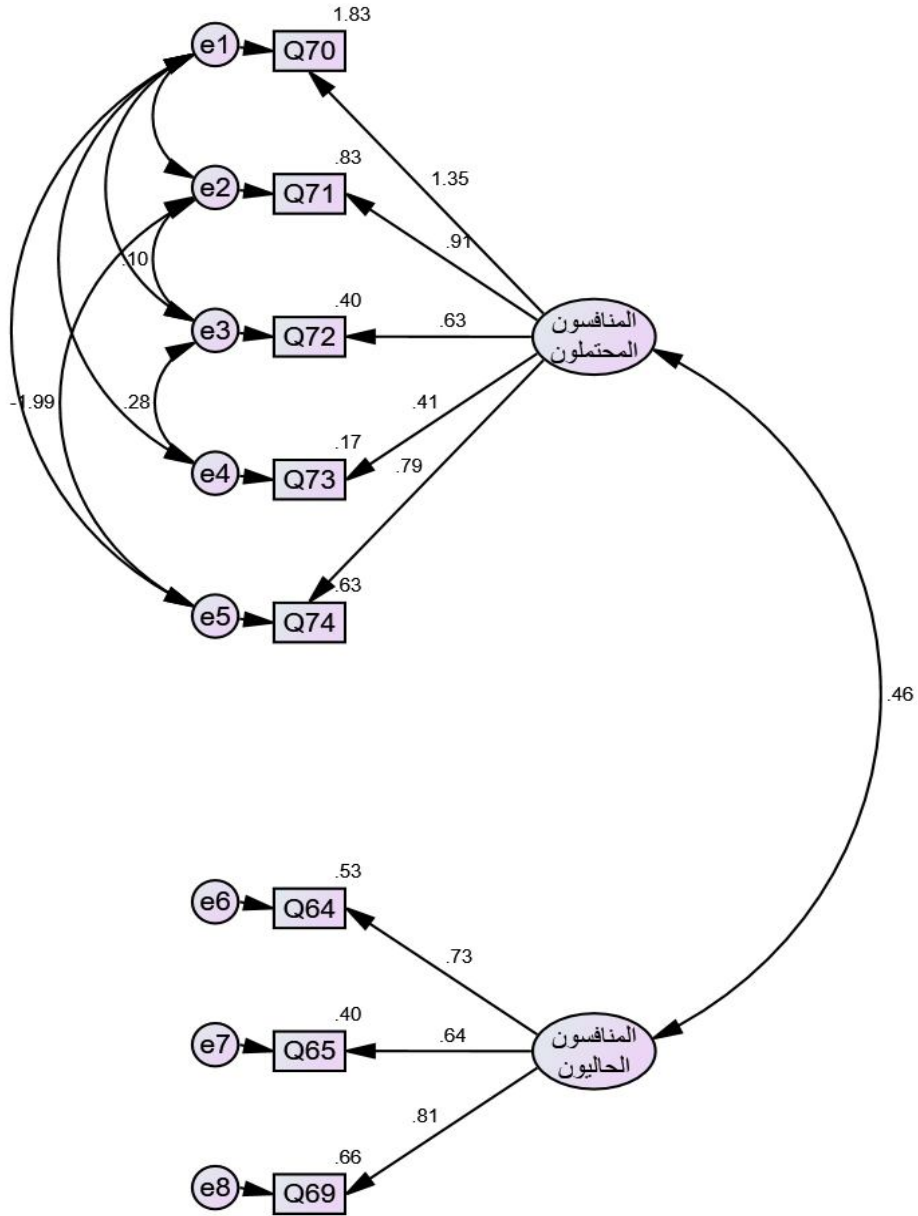 1.83
e1
Q70
1.35
.83
e2
Q71
.91
.10
.40
e3
Q72
.63
المنافسون
المحتملون
-1.99
.28
.41
.17
e4
Q73
.79
.63
e5
Q74
.46
.53
e6
Q64
.73
.40
e7
Q65
.64
المنافسون
الحاليون
.81
.66
e8
Q69